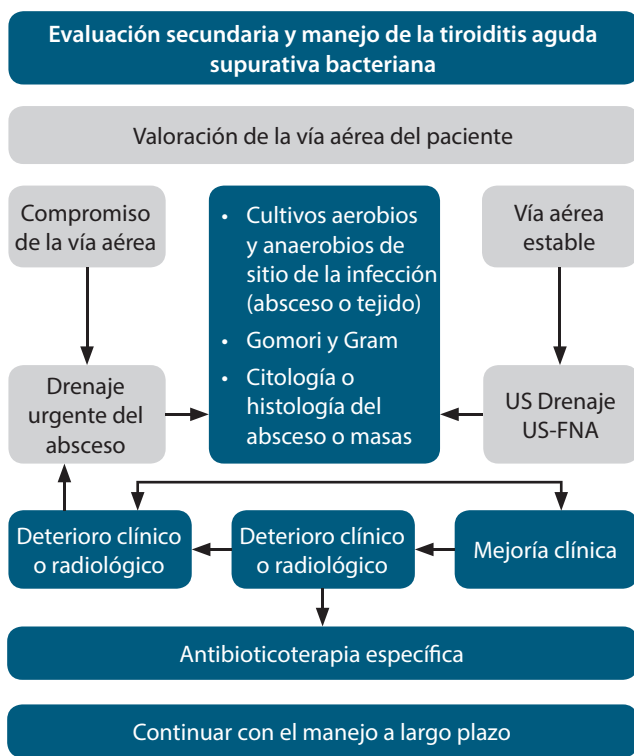 Evaluación secundaria y manejo de la tiroiditis aguda
supurativa bacteriana
Valoración de la vía aérea del paciente
Compromiso
de la vía aérea
• Cultivos aerobios
y anaerobios de
sitio de la infección
(absceso o tejido)
• Gomori y Gram
• Citología o
histología del
absceso o masas
Vía aérea
estable
Drenaje
urgente del
absceso
US Drenaje
US-FNA
Deterioro clínico
o radiológico
Deterioro clínico
o radiológico
Mejoría clínica
Antibioticoterapia específica
Continuar con el manejo a largo plazo